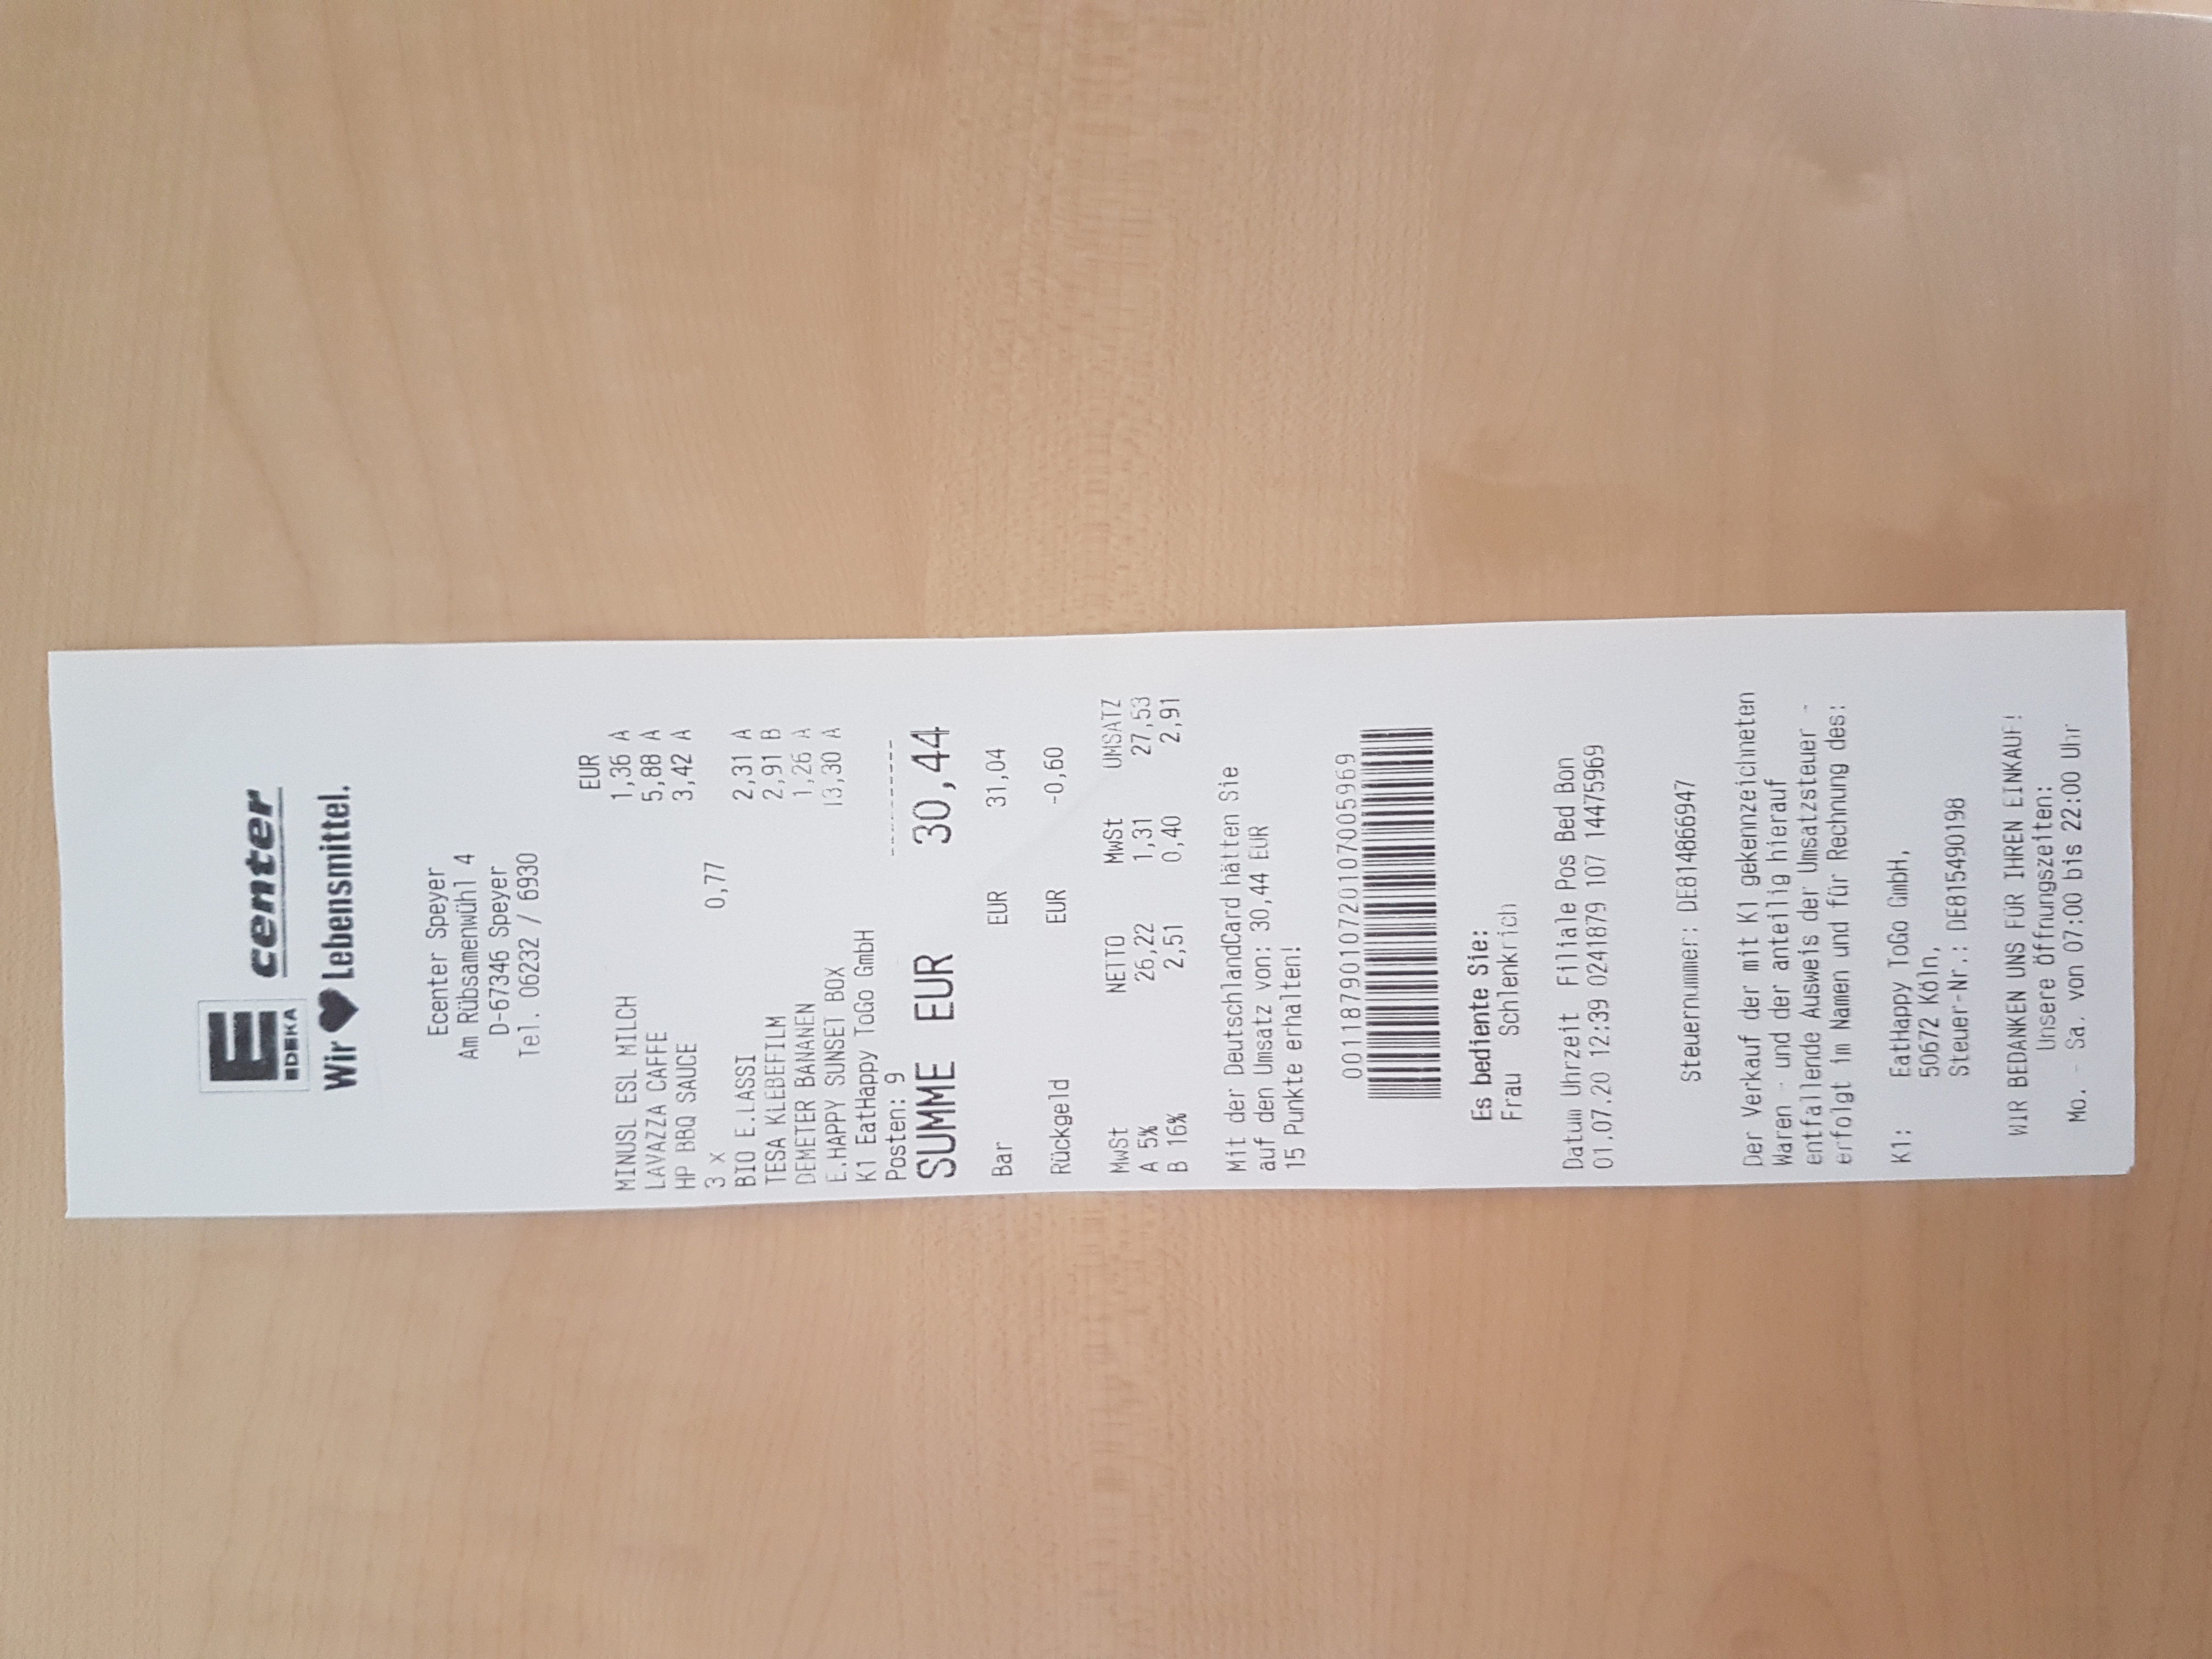 E center
EDEKA
Wir ♥ Lebensmittel.
Ecenter Speyer
Am Rübsamenwühl 4
D-67346 Speyer
Tel. 06232 / 6930
EUR
MINUSL ESL MILCH 1,36 A
LAVAZZA CAFFE 5,88 A
HP BBQ SAUCE 3,42 A
3 x 0,77
BIO E.LASSI 2,31 A
TESA KLEBEFILM 2,91 B
DEMETER BANANEN 1,26 A
E.HAPPY SUNSET BOX 13,30 A
K1 EatHappy ToGo GmbH
Posten: 9 ----------
SUMME EUR 30,44
Bar EUR 31,04
Rückgeld EUR -0,60
MwSt NETTO MwSt UMSATZ
A 5% 26,22 1,31 27,53
B 16% 2,51 0,40 2,91
Mit der DeutschlandCard hätten Sie
auf den Umsatz von: 30,44 EUR
15 Punkte erhalten!
0011879010720107005969
Es bediente Sie:
Frau Schlenkrich
Datum Uhrzeit Filiale Pos Bed Bon
01.07.20 12:39 0241879 107 14475969
Steuernummer: DE814866947
Der Verkauf der mit K1 gekennzeichneten
Waren - und der anteilig hierauf
entfallende Ausweis der Umsatzsteuer -
erfolgt im Namen und für Rechnung des:
K1: EatHappy ToGo GmbH,
50672 Köln,
Steuer-Nr.: DE815490198
WIR BEDANKEN UNS FÜR IHREN EINKAUF!
Unsere Öffnungszeiten:
Mo. - Sa. von 07:00 bis 22:00 Uhr